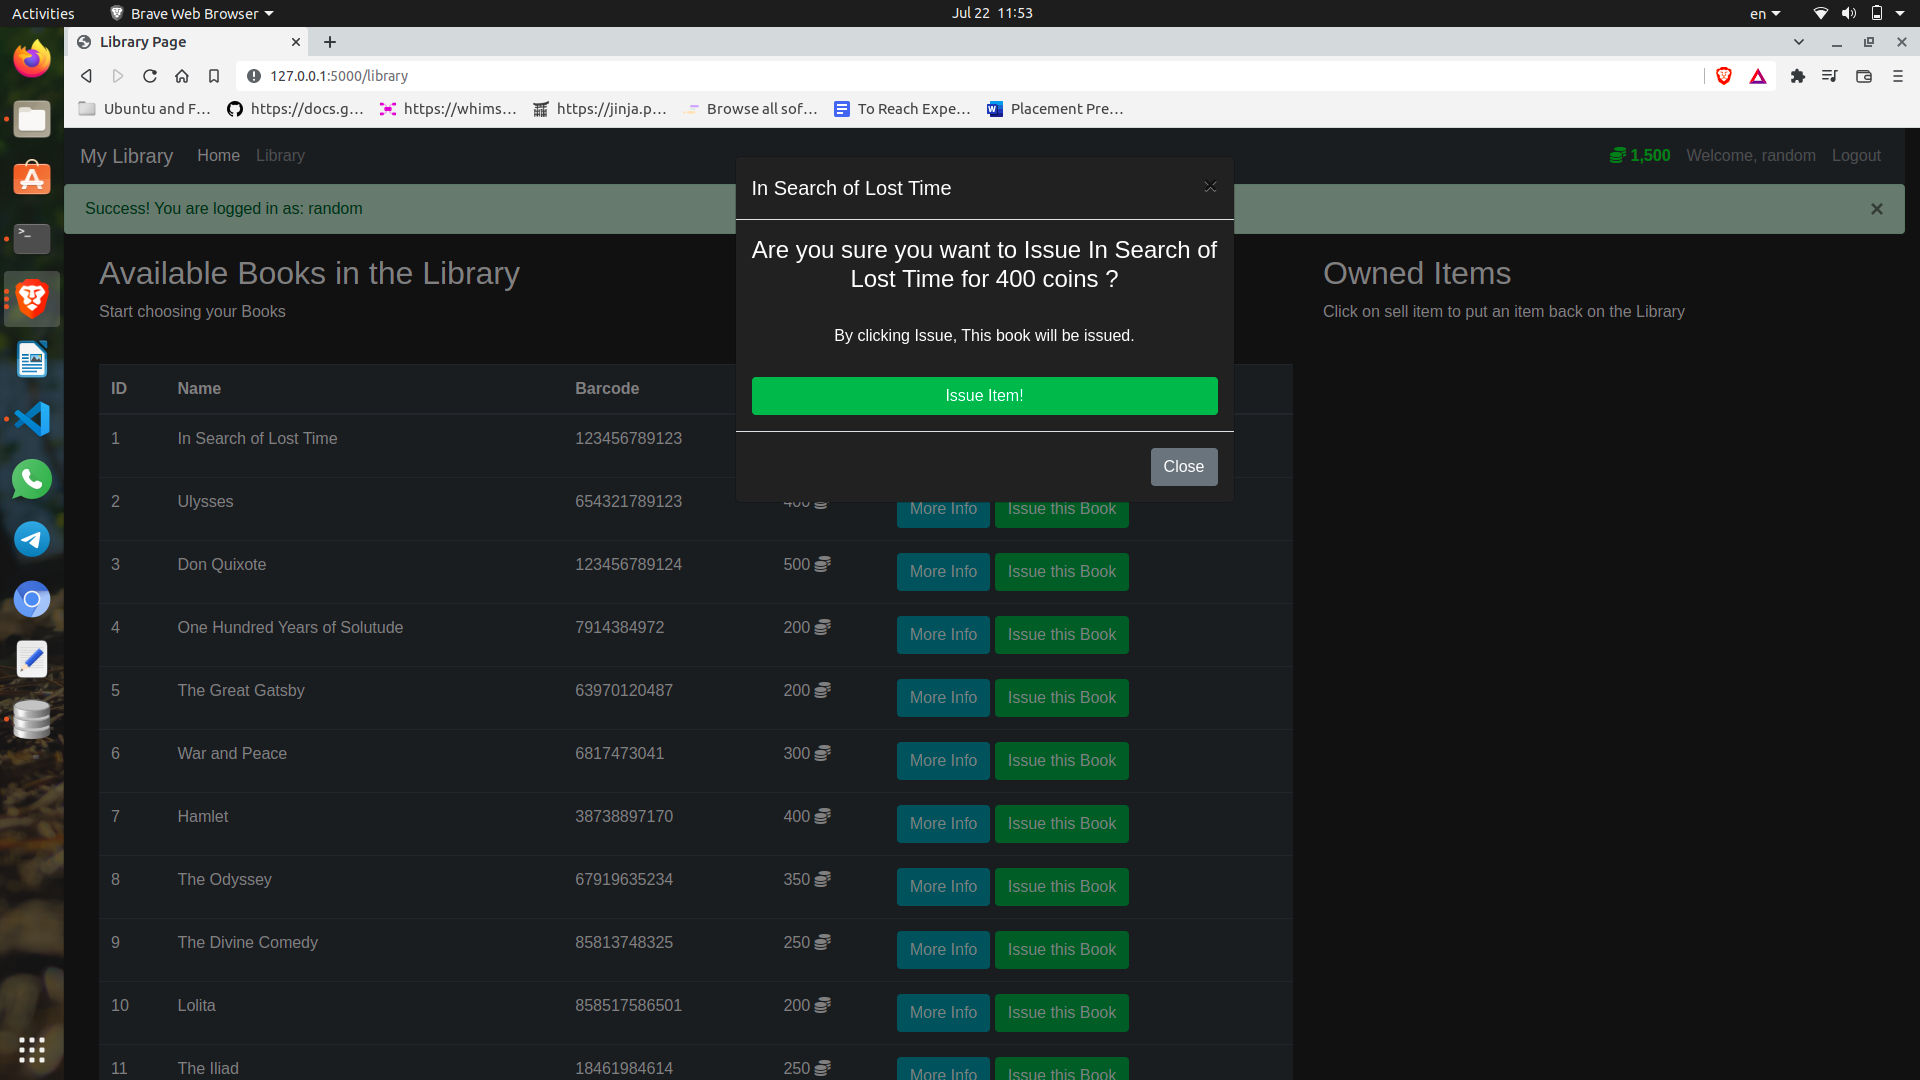 Activities
Brave Web Browser
Jul 22 11:53
en
Library Page
127.0.0.1:5000/library
Ubuntu and F…
https://docs.g…
https://whims…
https://jinja.p…
Browse all sof…
To Reach Expe…
Placement Pre…
My Library
Home
Library
1,500
Welcome, random
Logout
Success! You are logged in as: random
×
In Search of Lost Time
×
Are you sure you want to Issue In Search of
Lost Time for 400 coins ?
By clicking Issue, This book will be issued.
Issue Item!
Close
Available Books in the Library
Start choosing your Books
Owned Items
Click on sell item to put an item back on the Library
ID Name Barcode
1 In Search of Lost Time 123456789123
2 Ulysses 654321789123 400 More Info Issue this Book
3 Don Quixote 123456789124 500 More Info Issue this Book
4 One Hundred Years of Solutude 7914384972 200 More Info Issue this Book
5 The Great Gatsby 63970120487 200 More Info Issue this Book
6 War and Peace 6817473041 300 More Info Issue this Book
7 Hamlet 38738897170 400 More Info Issue this Book
8 The Odyssey 67919635234 350 More Info Issue this Book
9 The Divine Comedy 85813748325 250 More Info Issue this Book
10 Lolita 858517586501 200 More Info Issue this Book
11 The Iliad 18461984614 250 More Info Issue this Book